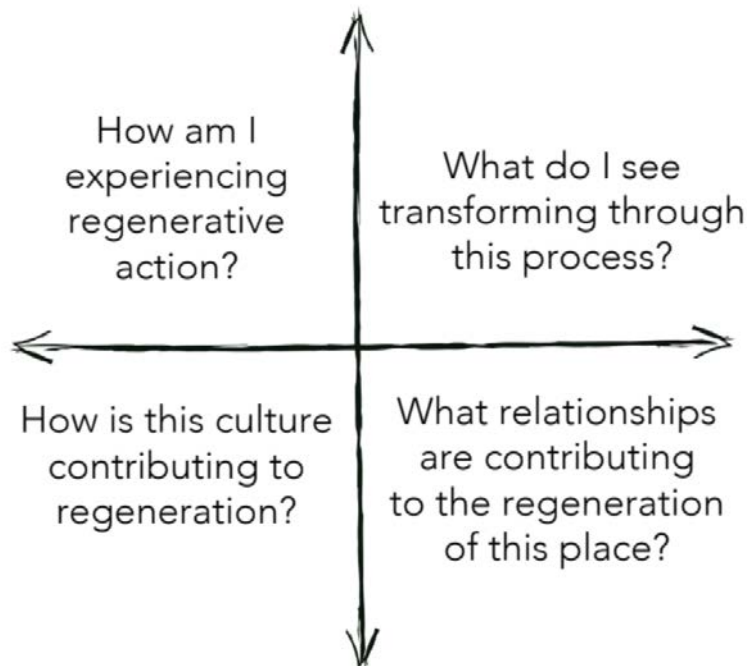 How am I
experiencing
regenerative
action?
What do I see
transforming through
this process?
How is this culture
contributing to
regeneration?
What relationships
are contributing
to the regeneration
of this place?